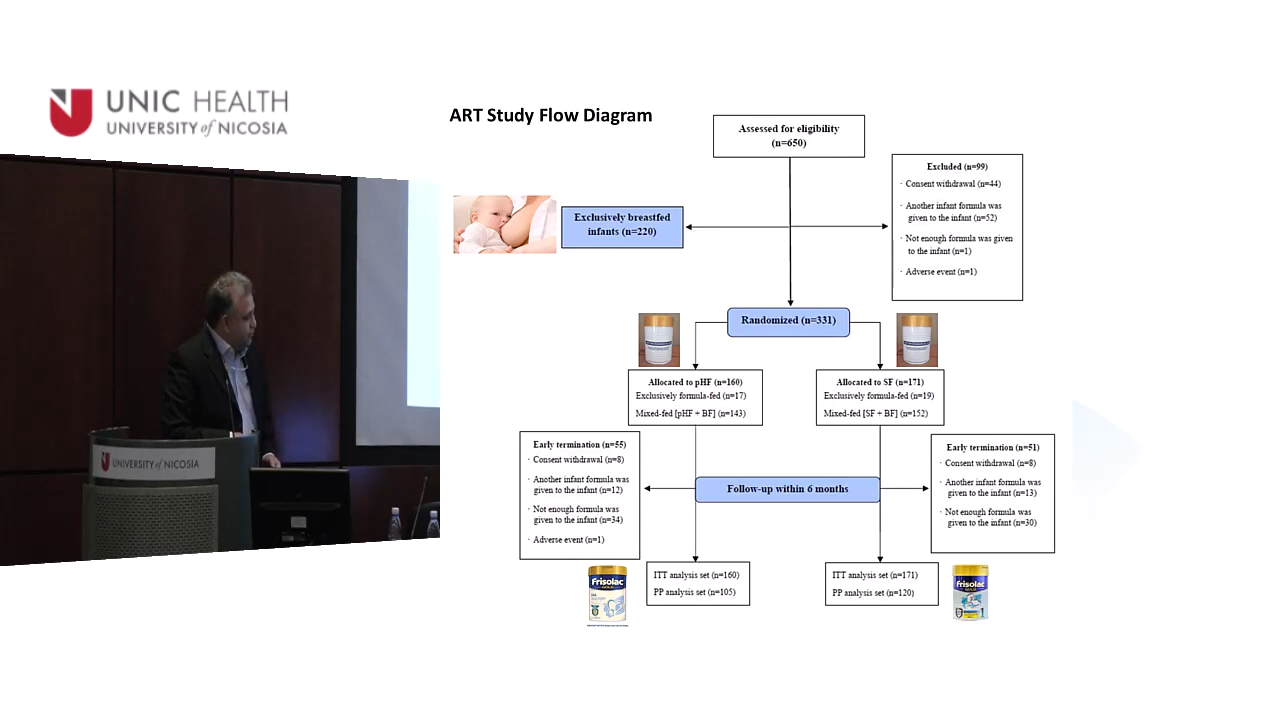 UNIC HEALTH
UNIVERSITY of NICOSIA
ART Study Flow Diagram
Assessed for eligibility
(n=650)
Excluded (n=99)
· Consent withdrawal (n=44)
· Another infant formula was
given to the infant (n=52)
· Not enough formula was given
to the infant (n=1)
· Adverse event (n=1)
Exclusively breastfed
infants (n=220)
Randomized (n=331)
Allocated to pHF (n=160)
Exclusively formula-fed (n=17)
Mixed-fed [pHF + BF] (n=143)
Allocated to SF (n=171)
Exclusively formula-fed (n=19)
Mixed-fed [SF + BF] (n=152)
Early termination (n=55)
· Consent withdrawal (n=8)
· Another infant formula was
given to the infant (n=12)
· Not enough formula was
given to the infant (n=34)
· Adverse event (n=1)
Follow-up within 6 months
Early termination (n=51)
· Consent withdrawal (n=8)
· Another infant formula was
given to the infant (n=13)
· Not enough formula was
given to the infant (n=30)
ITT analysis set (n=160)
PP analysis set (n=105)
ITT analysis set (n=171)
PP analysis set (n=120)
Frisolac
GOLD
Frisolac
GOLD
1
UNIVERSITY of NICOSIA